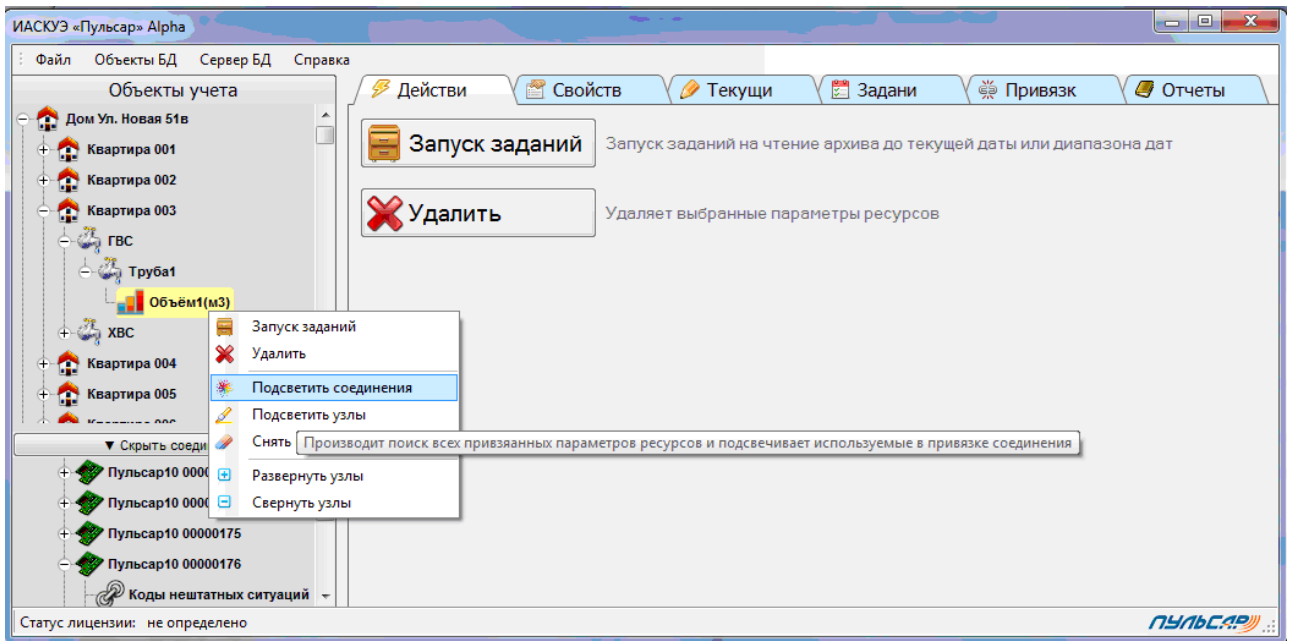 ИАСКУЭ «Пульсар» Alpha
Файл Объекты БД Сервер БД Справка
Объекты учета
Действи Свойств Текущи Задани Привязк Отчеты
Дом Ул. Новая 51в
Квартира 001
Квартира 002
Квартира 003
ГВС
Труба1
Объём1(м3)
ХВС
Квартира 004
Квартира 005
▼ Скрыть соеди
Пульсар10 0000
Пульсар10 0000
Пульсар10 00000175
Пульсар10 00000176
Коды нештатных ситуаций
Запуск заданий Запуск заданий на чтение архива до текущей даты или диапазона дат
Удалить Удаляет выбранные параметры ресурсов
Запуск заданий
Удалить
Подсветить соединения
Подсветить узлы
Снять
Производит поиск всех привзяанных параметров ресурсов и подсвечивает используемые в привязке соединения
Развернуть узлы
Свернуть узлы
Статус лицензии: не определено
ПУЛЬСАР